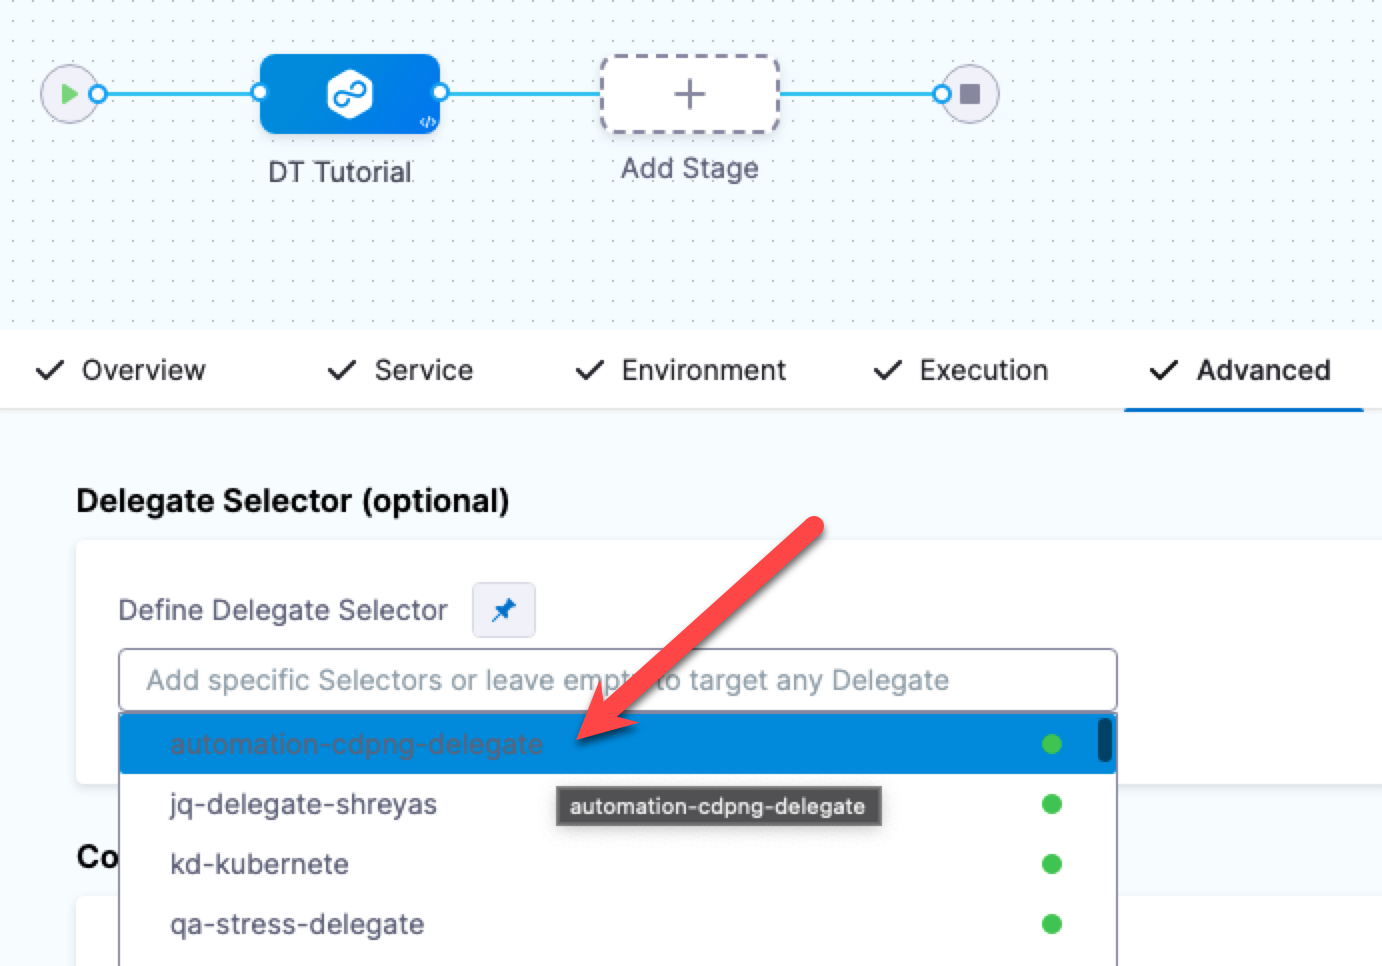 DT Tutorial
Add Stage
Overview
Service
Environment
Execution
Advanced
Delegate Selector (optional)
Define Delegate Selector
Add specific Selectors or leave empty to target any Delegate
automation-cdpng-delegate
jq-delegate-shreyas
automation-cdpng-delegate
Co
kd-kubernete
qa-stress-delegate